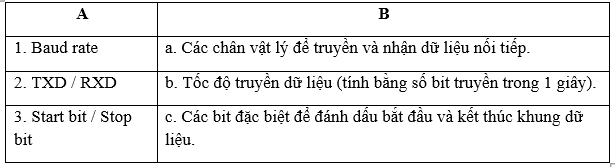 A B
1. Baud rate a. Các chân vật lý để truyền và nhận dữ liệu nối tiếp.
2. TXD / RXD b. Tốc độ truyền dữ liệu (tính bằng số bit truyền trong 1 giây).
3. Start bit / Stop c. Các bit đặc biệt để đánh dấu bắt đầu và kết thúc khung dữ
bit liệu.